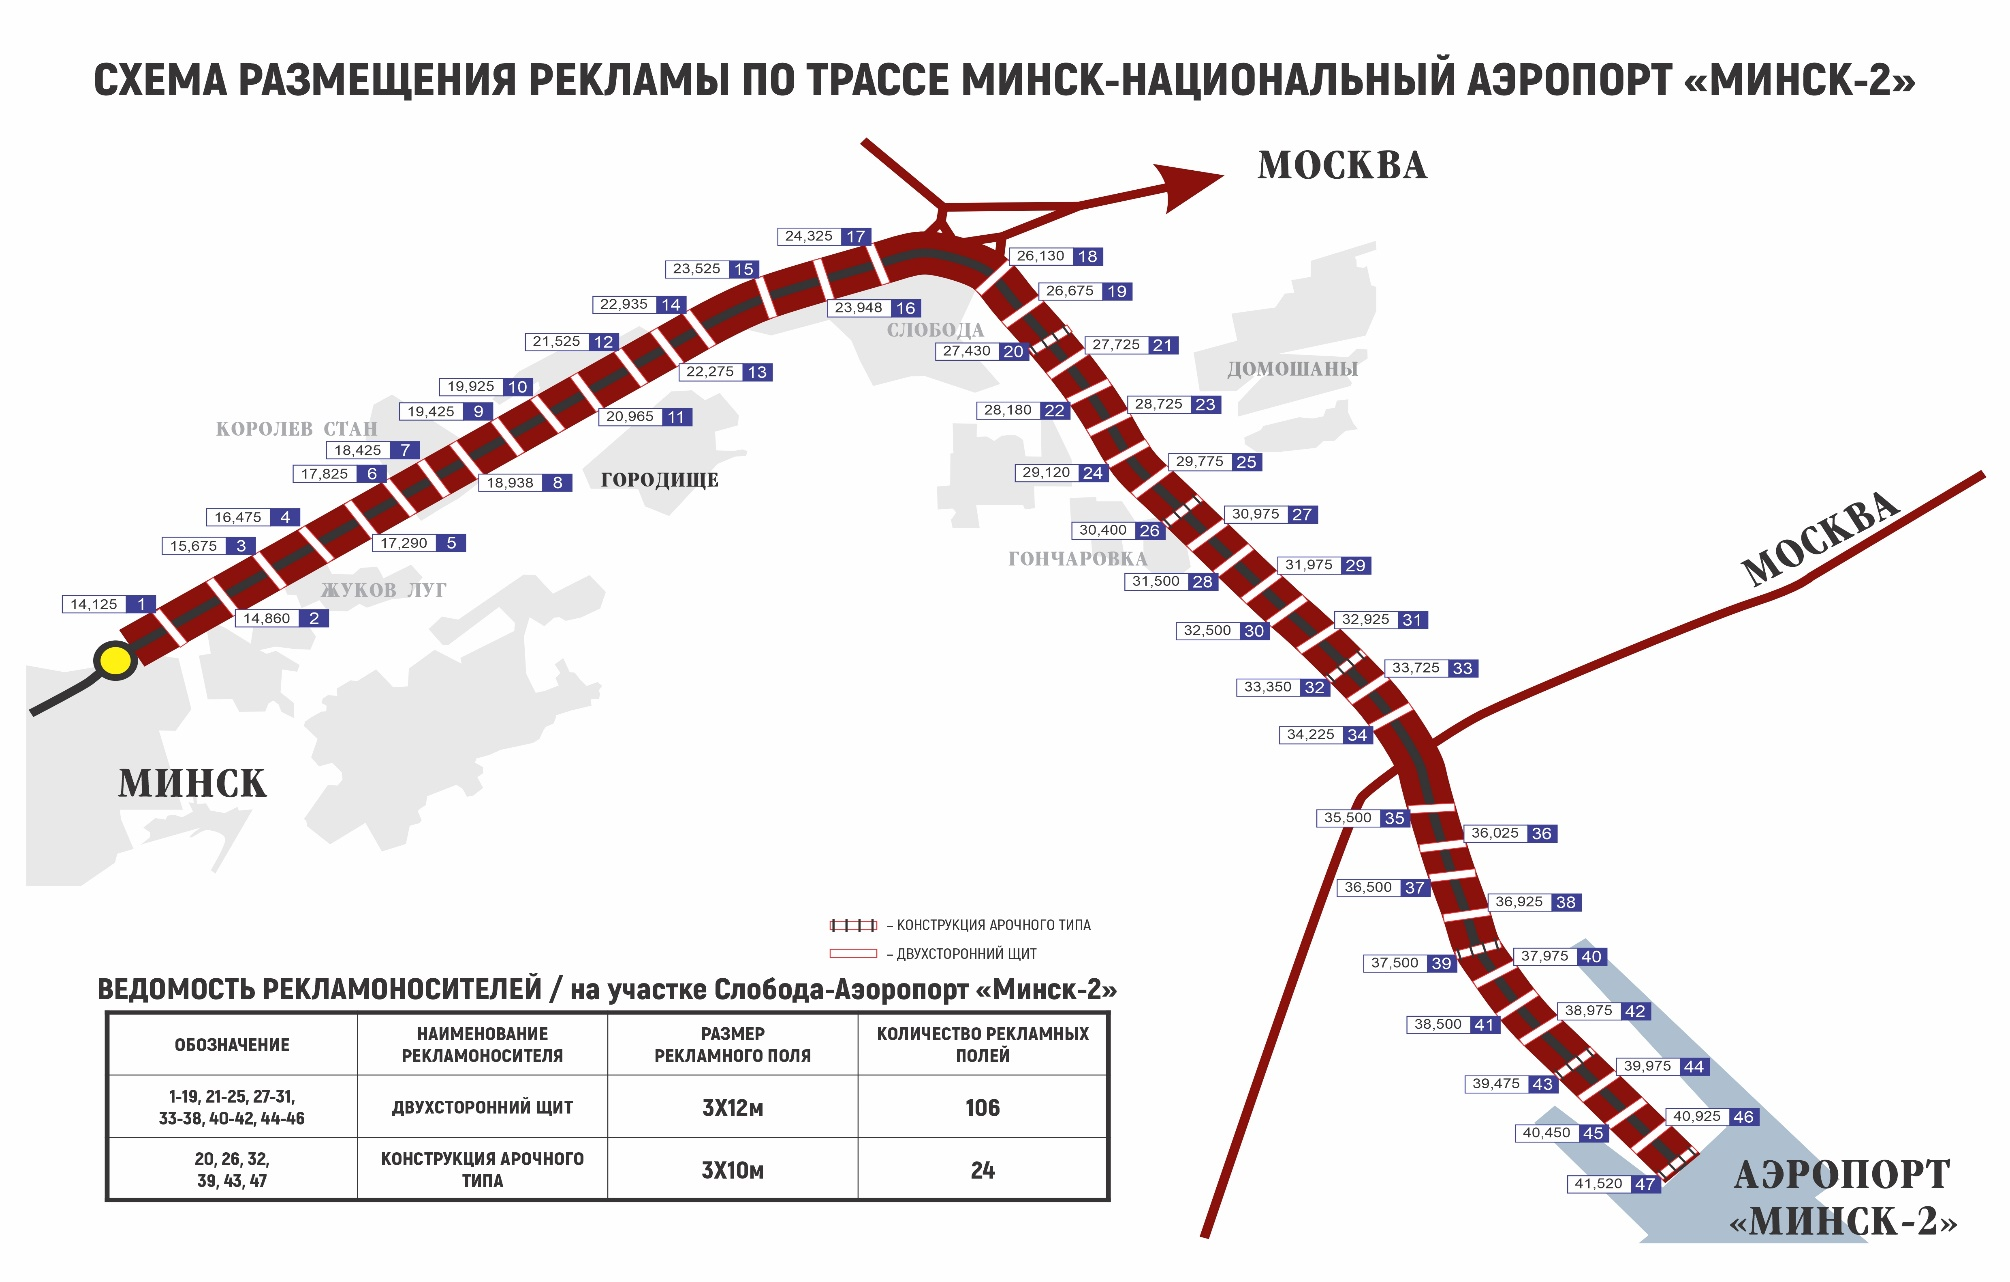 СХЕМА РАЗМЕЩЕНИЯ РЕКЛАМЫ ПО ТРАССЕ МИНСК-НАЦИОНАЛЬНЫЙ АЭРОПОРТ «МИНСК-2»
МОСКВА
24,325 17
26,130 18
23,525 15
26,675 19
22,935 14
23,948 16
СЛОБОДА
21,525 12
27,430 20
27,725 21
22,275 13
ДОМОШАНЫ
19,925 10
19,425 9
20,965 11
28,180 22
28,725 23
КОРОЛЕВ СТАН
18,425 7
17,825 6
18,938 8
ГОРОДИЩЕ
29,120 24
29,775 25
16,475 4
30,975 27
МОСКВА
30,400 26
15,675 3
17,290 5
ГОНЧАРОВКА
31,975 29
31,500 28
ЖУКОВ ЛУГ
14,125 1
14,860 2
32,925 31
32,500 30
33,725 33
33,350 32
34,225 34
МИНСК
35,500 35
36,025 36
36,500 37
36,925 38
– КОНСТРУКЦИЯ АРОЧНОГО ТИПА
– ДВУХСТОРОННИЙ ЩИТ
37,500 39
37,975 40
38,975 42
38,500 41
39,975 44
39,475 43
40,925 46
40,450 45
41,520 47
АЭРОПОРТ
«МИНСК-2»
ВЕДОМОСТЬ РЕКЛАМОНОСИТЕЛЕЙ / на участке Слобода-Азоропорт «Минск-2»
ОБОЗНАЧЕНИЕ
НАИМЕНОВАНИЕ
РЕКЛАМОНОСИТЕЛЯ
РАЗМЕР
РЕКЛАМНОГО ПОЛЯ
КОЛИЧЕСТВО РЕКЛАМНЫХ
ПОЛЕЙ
1-19, 21-25, 27-31,
33-38, 40-42, 44-46
ДВУХСТОРОННИЙ ЩИТ
3Х12м
106
20, 26, 32,
39, 43, 47
КОНСТРУКЦИЯ АРОЧНОГО
ТИПА
3Х10м
24